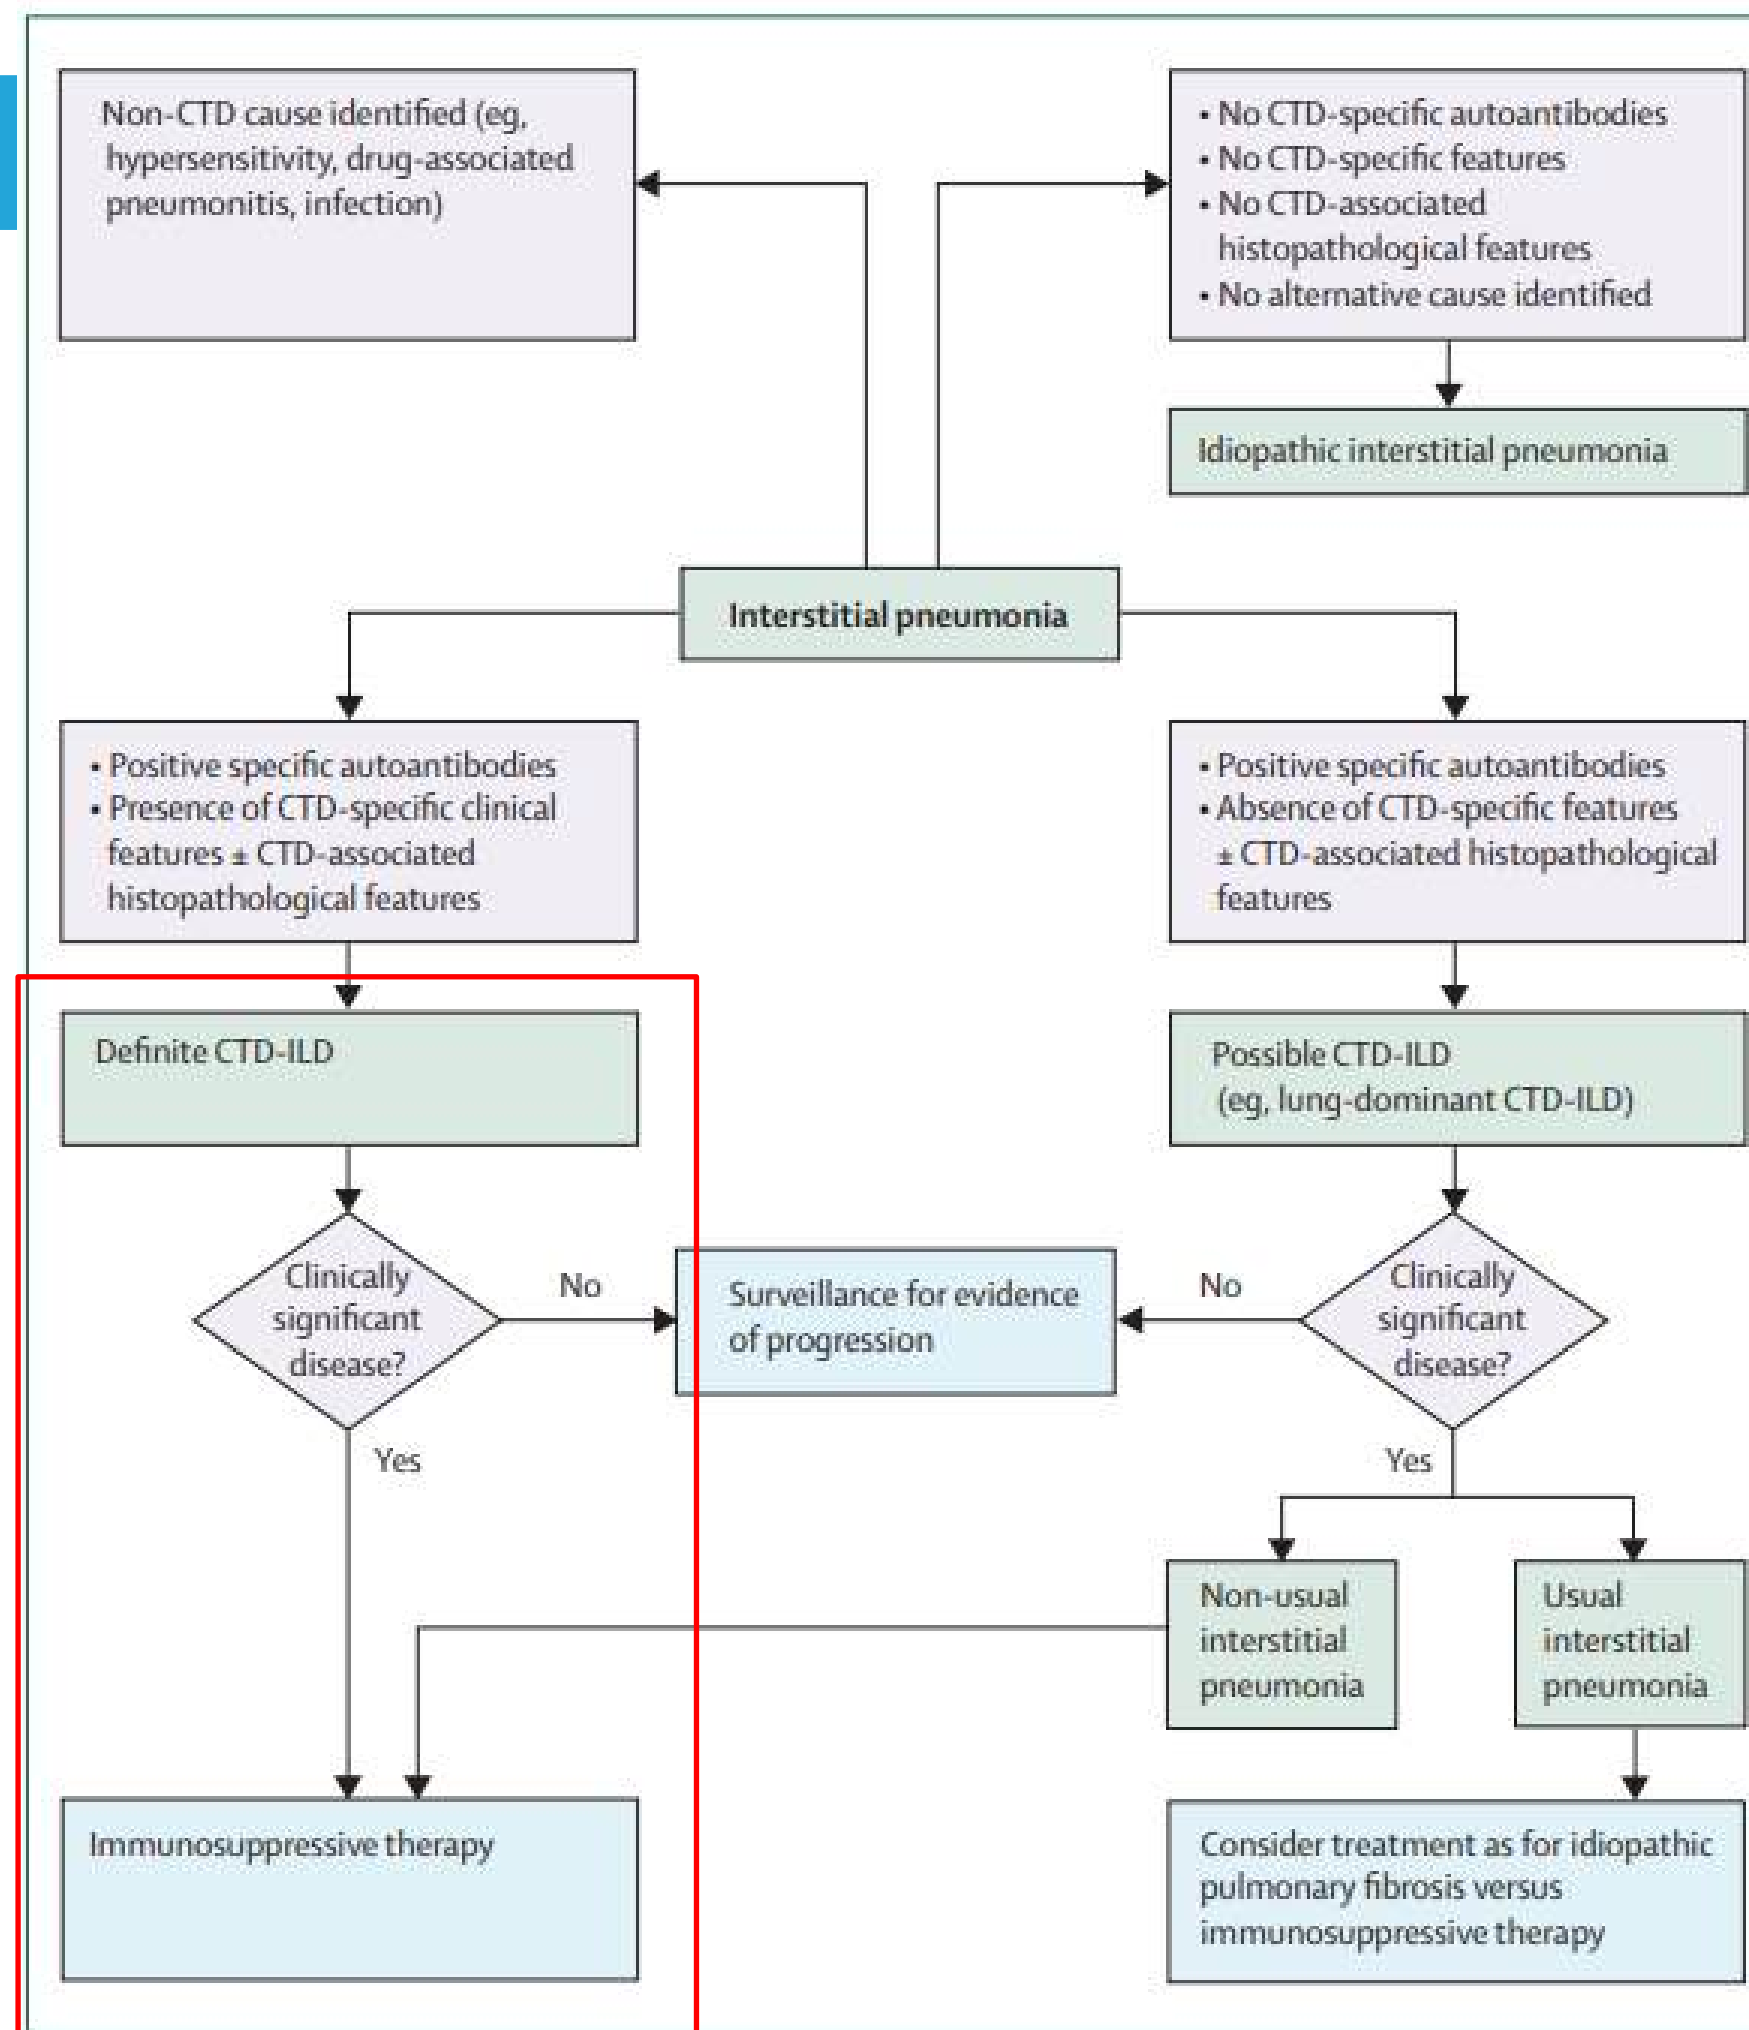 Non-CTD cause identified (eg,
hypersensitivity, drug-associated
pneumonitis, infection)
• No CTD-specific autoantibodies
• No CTD-specific features
• No CTD-associated
histopathological features
• No alternative cause identified
Idiopathic interstitial pneumonia
Interstitial pneumonia
• Positive specific autoantibodies
• Presence of CTD-specific clinical
features ± CTD-associated
histopathological features
• Positive specific autoantibodies
• Absence of CTD-specific features
± CTD-associated histopathological
features
Definite CTD-ILD
Possible CTD-ILD
(eg, lung-dominant CTD-ILD)
Clinically
significant
disease?
No
Surveillance for evidence
of progression
No
Clinically
significant
disease?
Yes
Yes
Non-usual
interstitial
pneumonia
Usual
interstitial
pneumonia
Immunosuppressive therapy
Consider treatment as for idiopathic
pulmonary fibrosis versus
immunosuppressive therapy